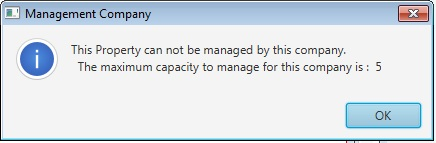 Management Company
This Property can not be managed by this company.
The maximum capacity to manage for this company is : 5
OK